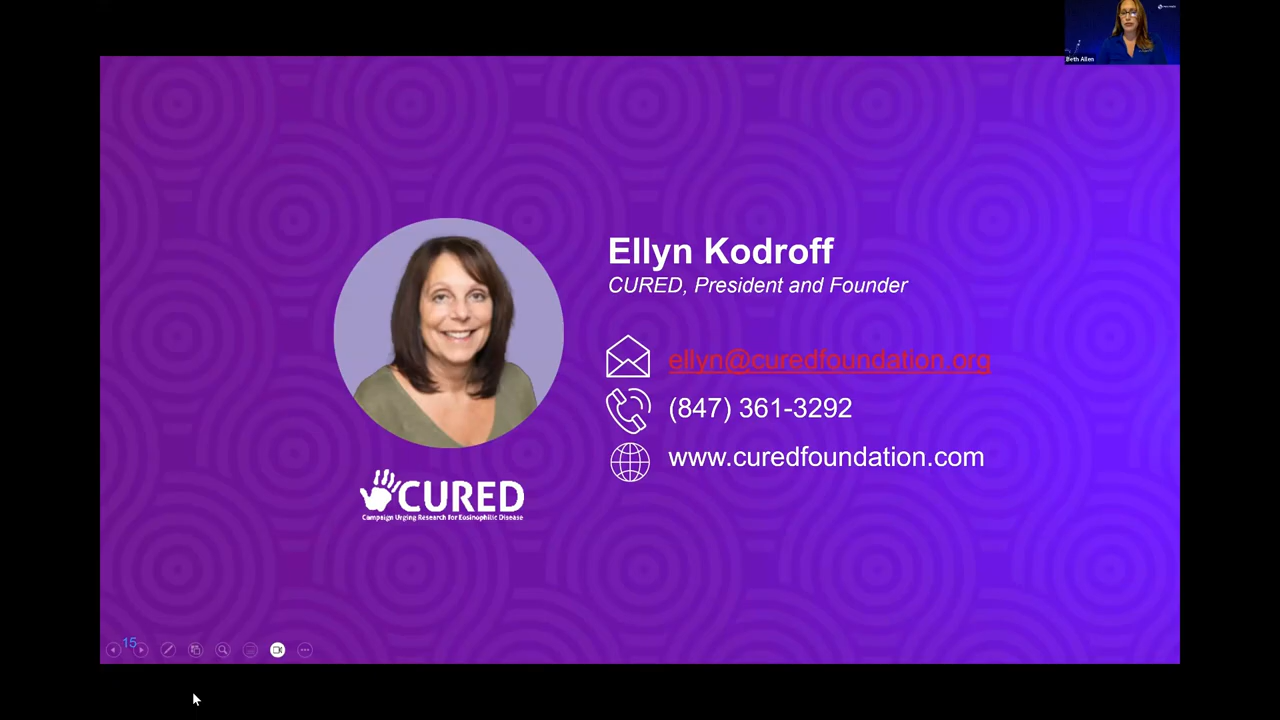 Beth Allen
Ellyn Kodroff
CURED, President and Founder
ellyn@curedfoundation.org
(847) 361-3292
www.curedfoundation.com
CURED
Campaign Urging Research for Eosinophilic Disease
15